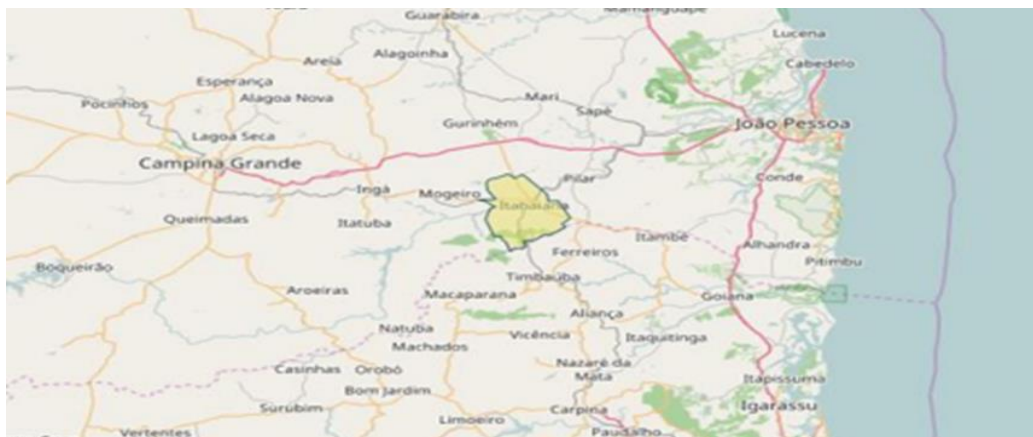 Guarabira
Mamanguape
Lucena
Alagoinha
Areia
Cabedelo
Esperança
Pocinhos
Alagoa Nova
Mari
Sapé
Gurinhém
João Pessoa
Lagoa Seca
Campina Grande
Pilar
Conde
Ingá
Mogeiro
Itabaiana
Queimadas
Itatuba
Itambé
Alhandra
Ferreiros
Pitimbu
Boqueirão
Timbaúba
Aroeiras
Macaparana
Goiana
Aliança
Natuba
Vicência
Itaquitinga
Machados
Nazaré da
Mata
Casinhas
Orobó
Itapissuma
Bom Jardim
Surubim
Carpina
Igarassu
Limoeiro
Vertentes
Paudalho